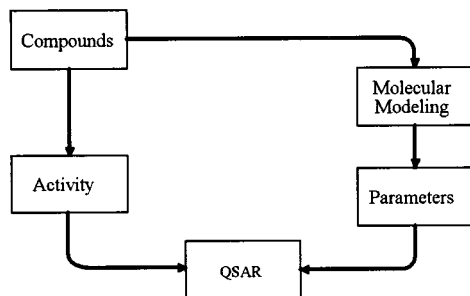 Compounds
Molecular
Modeling
Activity
Parameters
QSAR